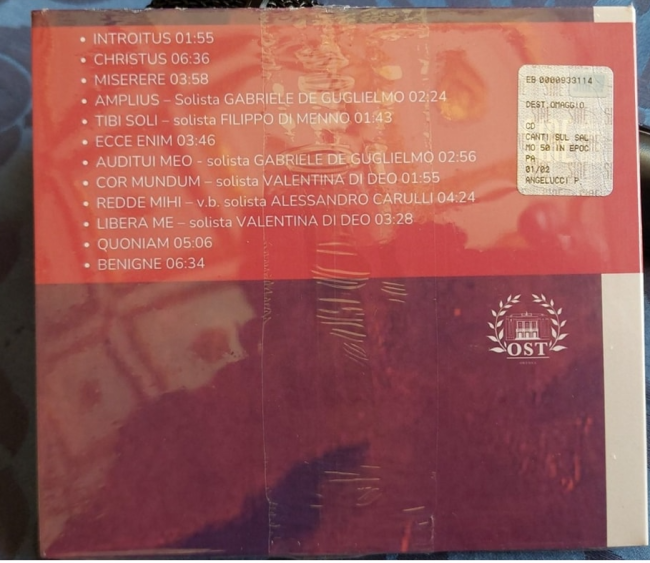 • INTROITUS 01:55
• CHRISTUS 06:36
• MISERERE 03:58
• AMPLIUS – Solista GABRIELE DE GUGLIELMO 02:24
• TIBI SOLI – solista FILIPPO DI MENNO 01:43
• ECCE ENIM 03:46
• AUDITUI MEO - solista GABRIELE DE GUGLIELMO 02:56
• COR MUNDUM – solista VALENTINA DI DEO 01:55
• REDDE MIHI – v.b. solista ALESSANDRO CARULLI 04:24
• LIBERA ME – solista VALENTINA DI DEO 03:28
• QUONIAM 05:06
• BENIGNE 06:34
EB 0000933114
DEST.OMAGGIO
CD
CANTI SUL SAL
MO 50 IN EPOC
PA
01/02
ANGELUCCI P
OST